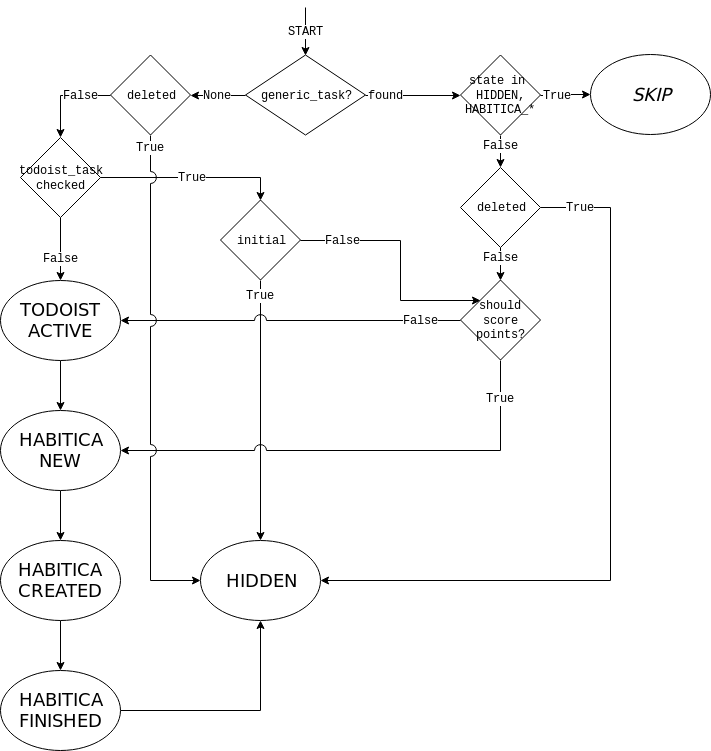 START
False
deleted
None
generic_task?
found
state in
HIDDEN,
HABITICA_*
True
SKIP
True
False
todoist_task
checked
True
deleted
True
initial
False
False
False
True
should
score
points?
TODOIST
ACTIVE
False
True
HABITICA
NEW
HABITICA
CREATED
HIDDEN
HABITICA
FINISHED